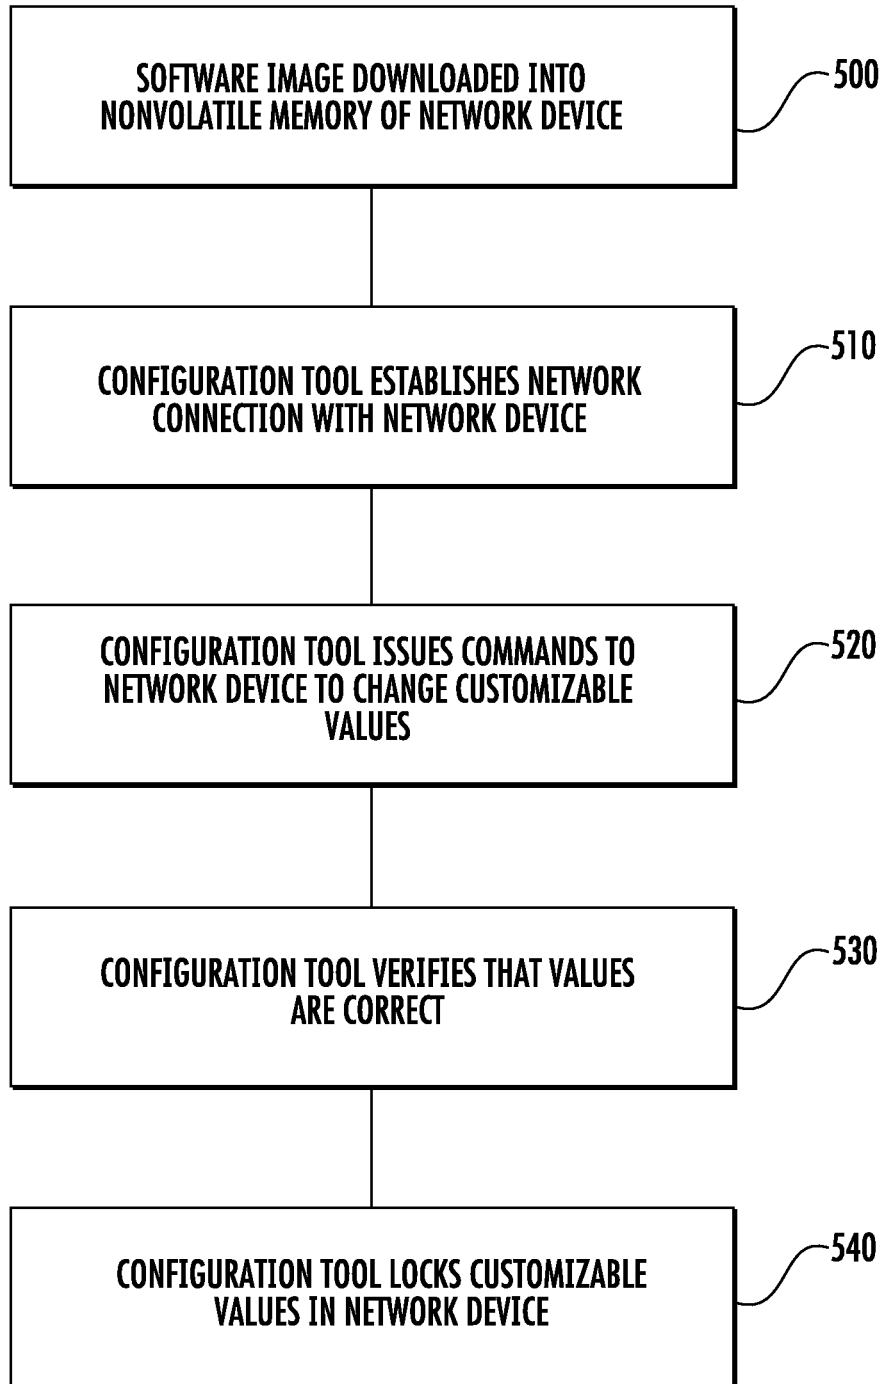 SOFTWARE IMAGE DOWNLOADED INTO
NONVOLATILE MEMORY OF NETWORK DEVICE
500
CONFIGURATION TOOL ESTABLISHES NETWORK
CONNECTION WITH NETWORK DEVICE
510
CONFIGURATION TOOL ISSUES COMMANDS TO
NETWORK DEVICE TO CHANGE CUSTOMIZABLE
VALUES
520
CONFIGURATION TOOL VERIFIES THAT VALUES
ARE CORRECT
530
CONFIGURATION TOOL LOCKS CUSTOMIZABLE
VALUES IN NETWORK DEVICE
540